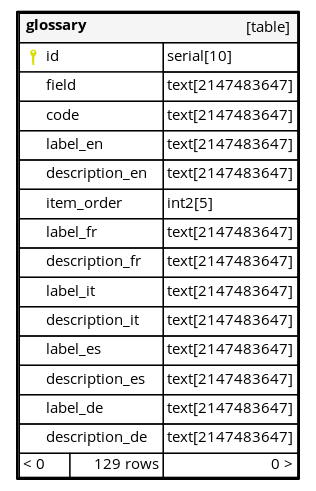 glossary [table]
id serial[10]
field text[2147483647]
code text[2147483647]
label_en text[2147483647]
description_en text[2147483647]
item_order int2[5]
label_fr text[2147483647]
description_fr text[2147483647]
label_it text[2147483647]
description_it text[2147483647]
label_es text[2147483647]
description_es text[2147483647]
label_de text[2147483647]
description_de text[2147483647]
< 0 129 rows 0 >